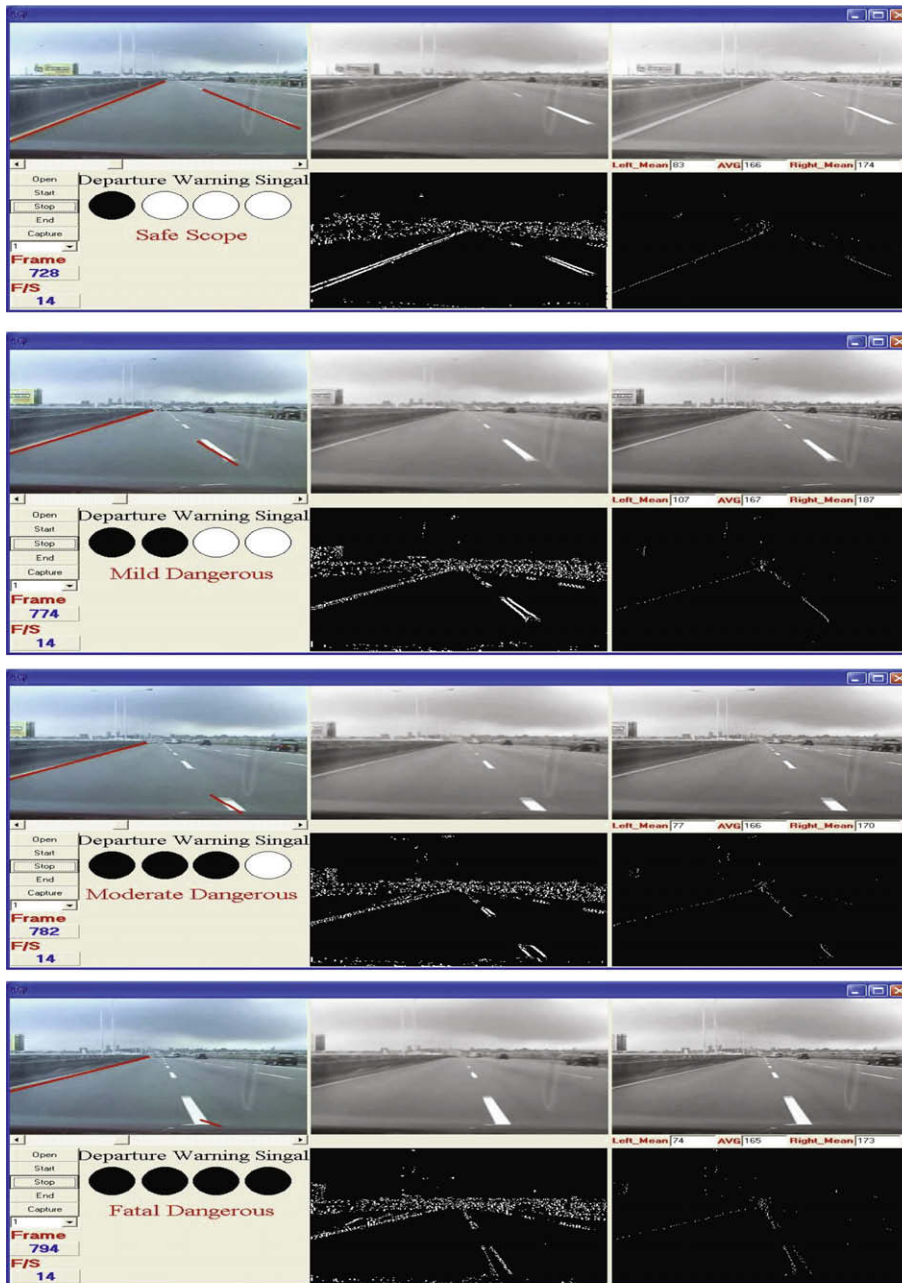 Left_Mean 83 AVG 166 Right_Mean 174
Open
Start
Stop
End
Capture
1
Frame
728
F/S
14
Departure Warning Singal
Safe Scope
Left_Mean 107 AVG 167 Right_Mean 187
Open
Start
Stop
End
Capture
1
Frame
774
F/S
14
Departure Warning Singal
Mild Dangerous
Left_Mean 77 AVG 166 Right_Mean 170
Open
Start
Stop
End
Capture
1
Frame
782
F/S
14
Departure Warning Singal
Moderate Dangerous
Left_Mean 74 AVG 165 Right_Mean 173
Open
Start
Stop
End
Capture
1
Frame
794
F/S
14
Departure Warning Singal
Fatal Dangerous